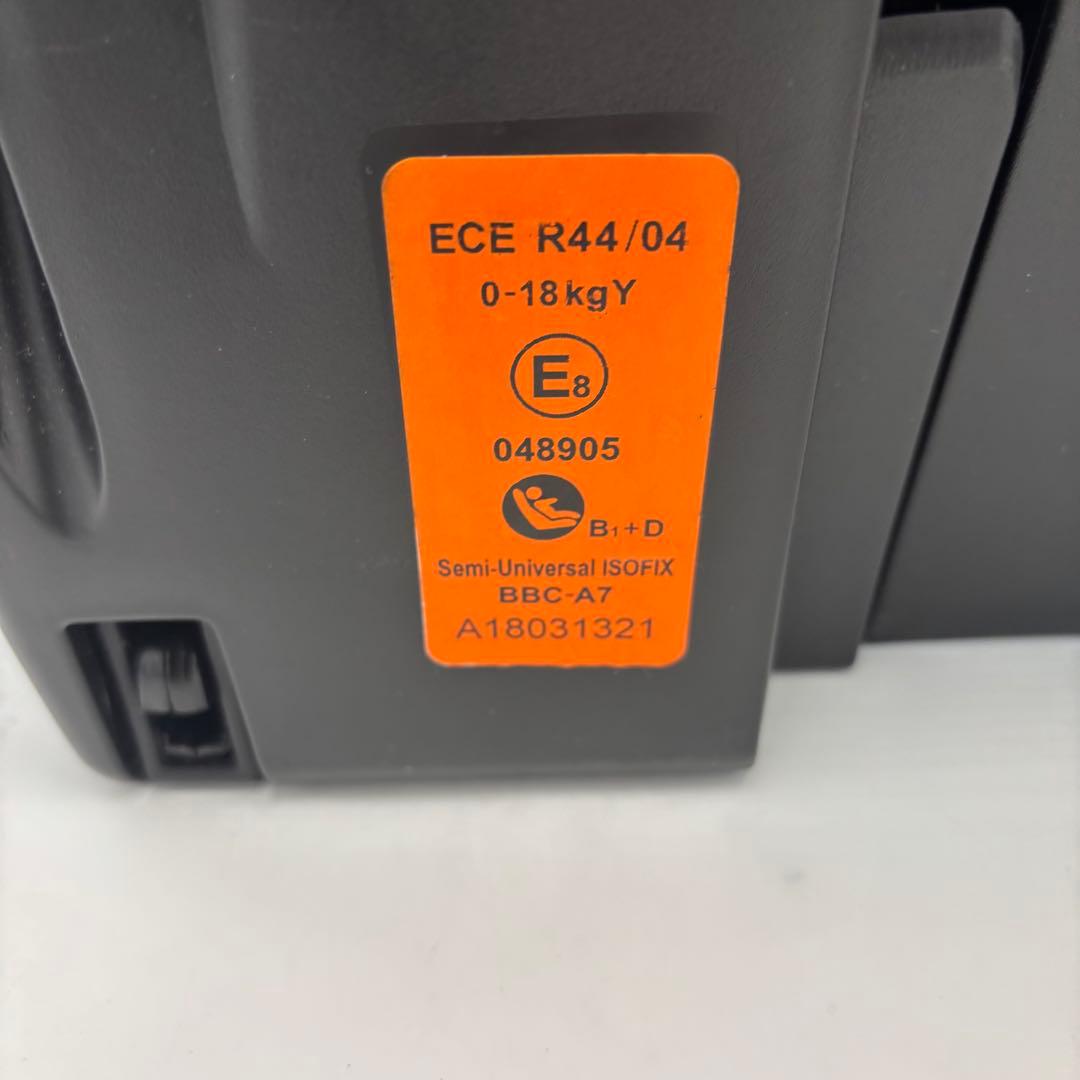 ECE R44/04
0-18kgY
E8
048905
B1+D
Semi-Universal ISOFIX
BBC-A7
A18031321